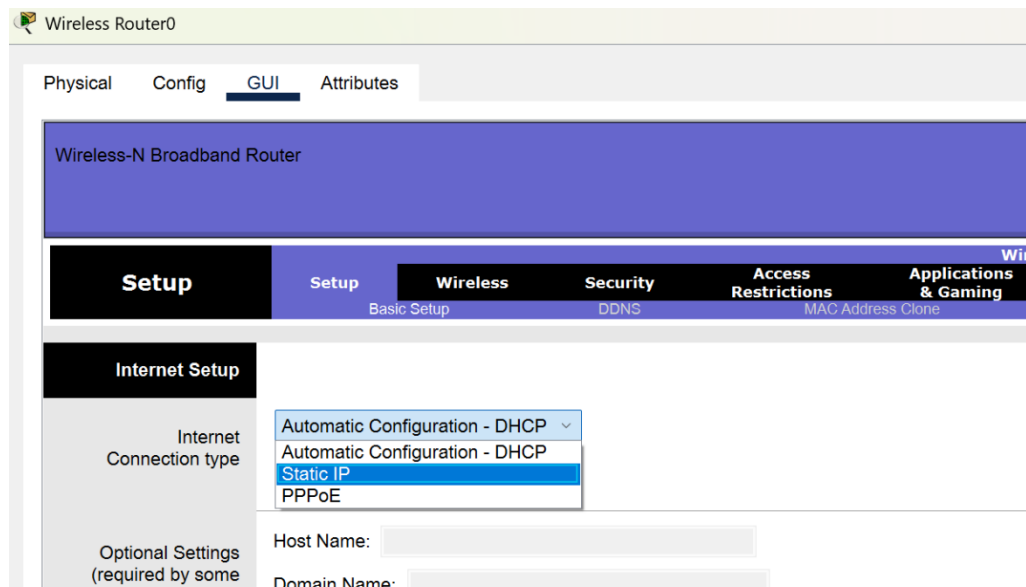 Wireless Router0
Physical Config GUI Attributes
Wireless-N Broadband Router
Setup
Setup Wireless Security Access Restrictions Applications & Gaming
Basic Setup DDNS MAC Address Clone
Internet Setup
Internet
Connection type
Automatic Configuration - DHCP
Automatic Configuration - DHCP
Static IP
PPPoE
Optional Settings
(required by some
Host Name:
Domain Name: